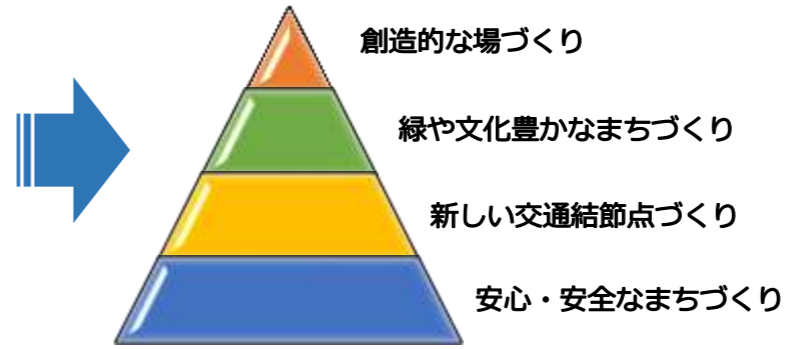 創造的な場づくり
緑や文化豊かなまちづくり
新しい交通結節点づくり
安心・安全なまちづくり